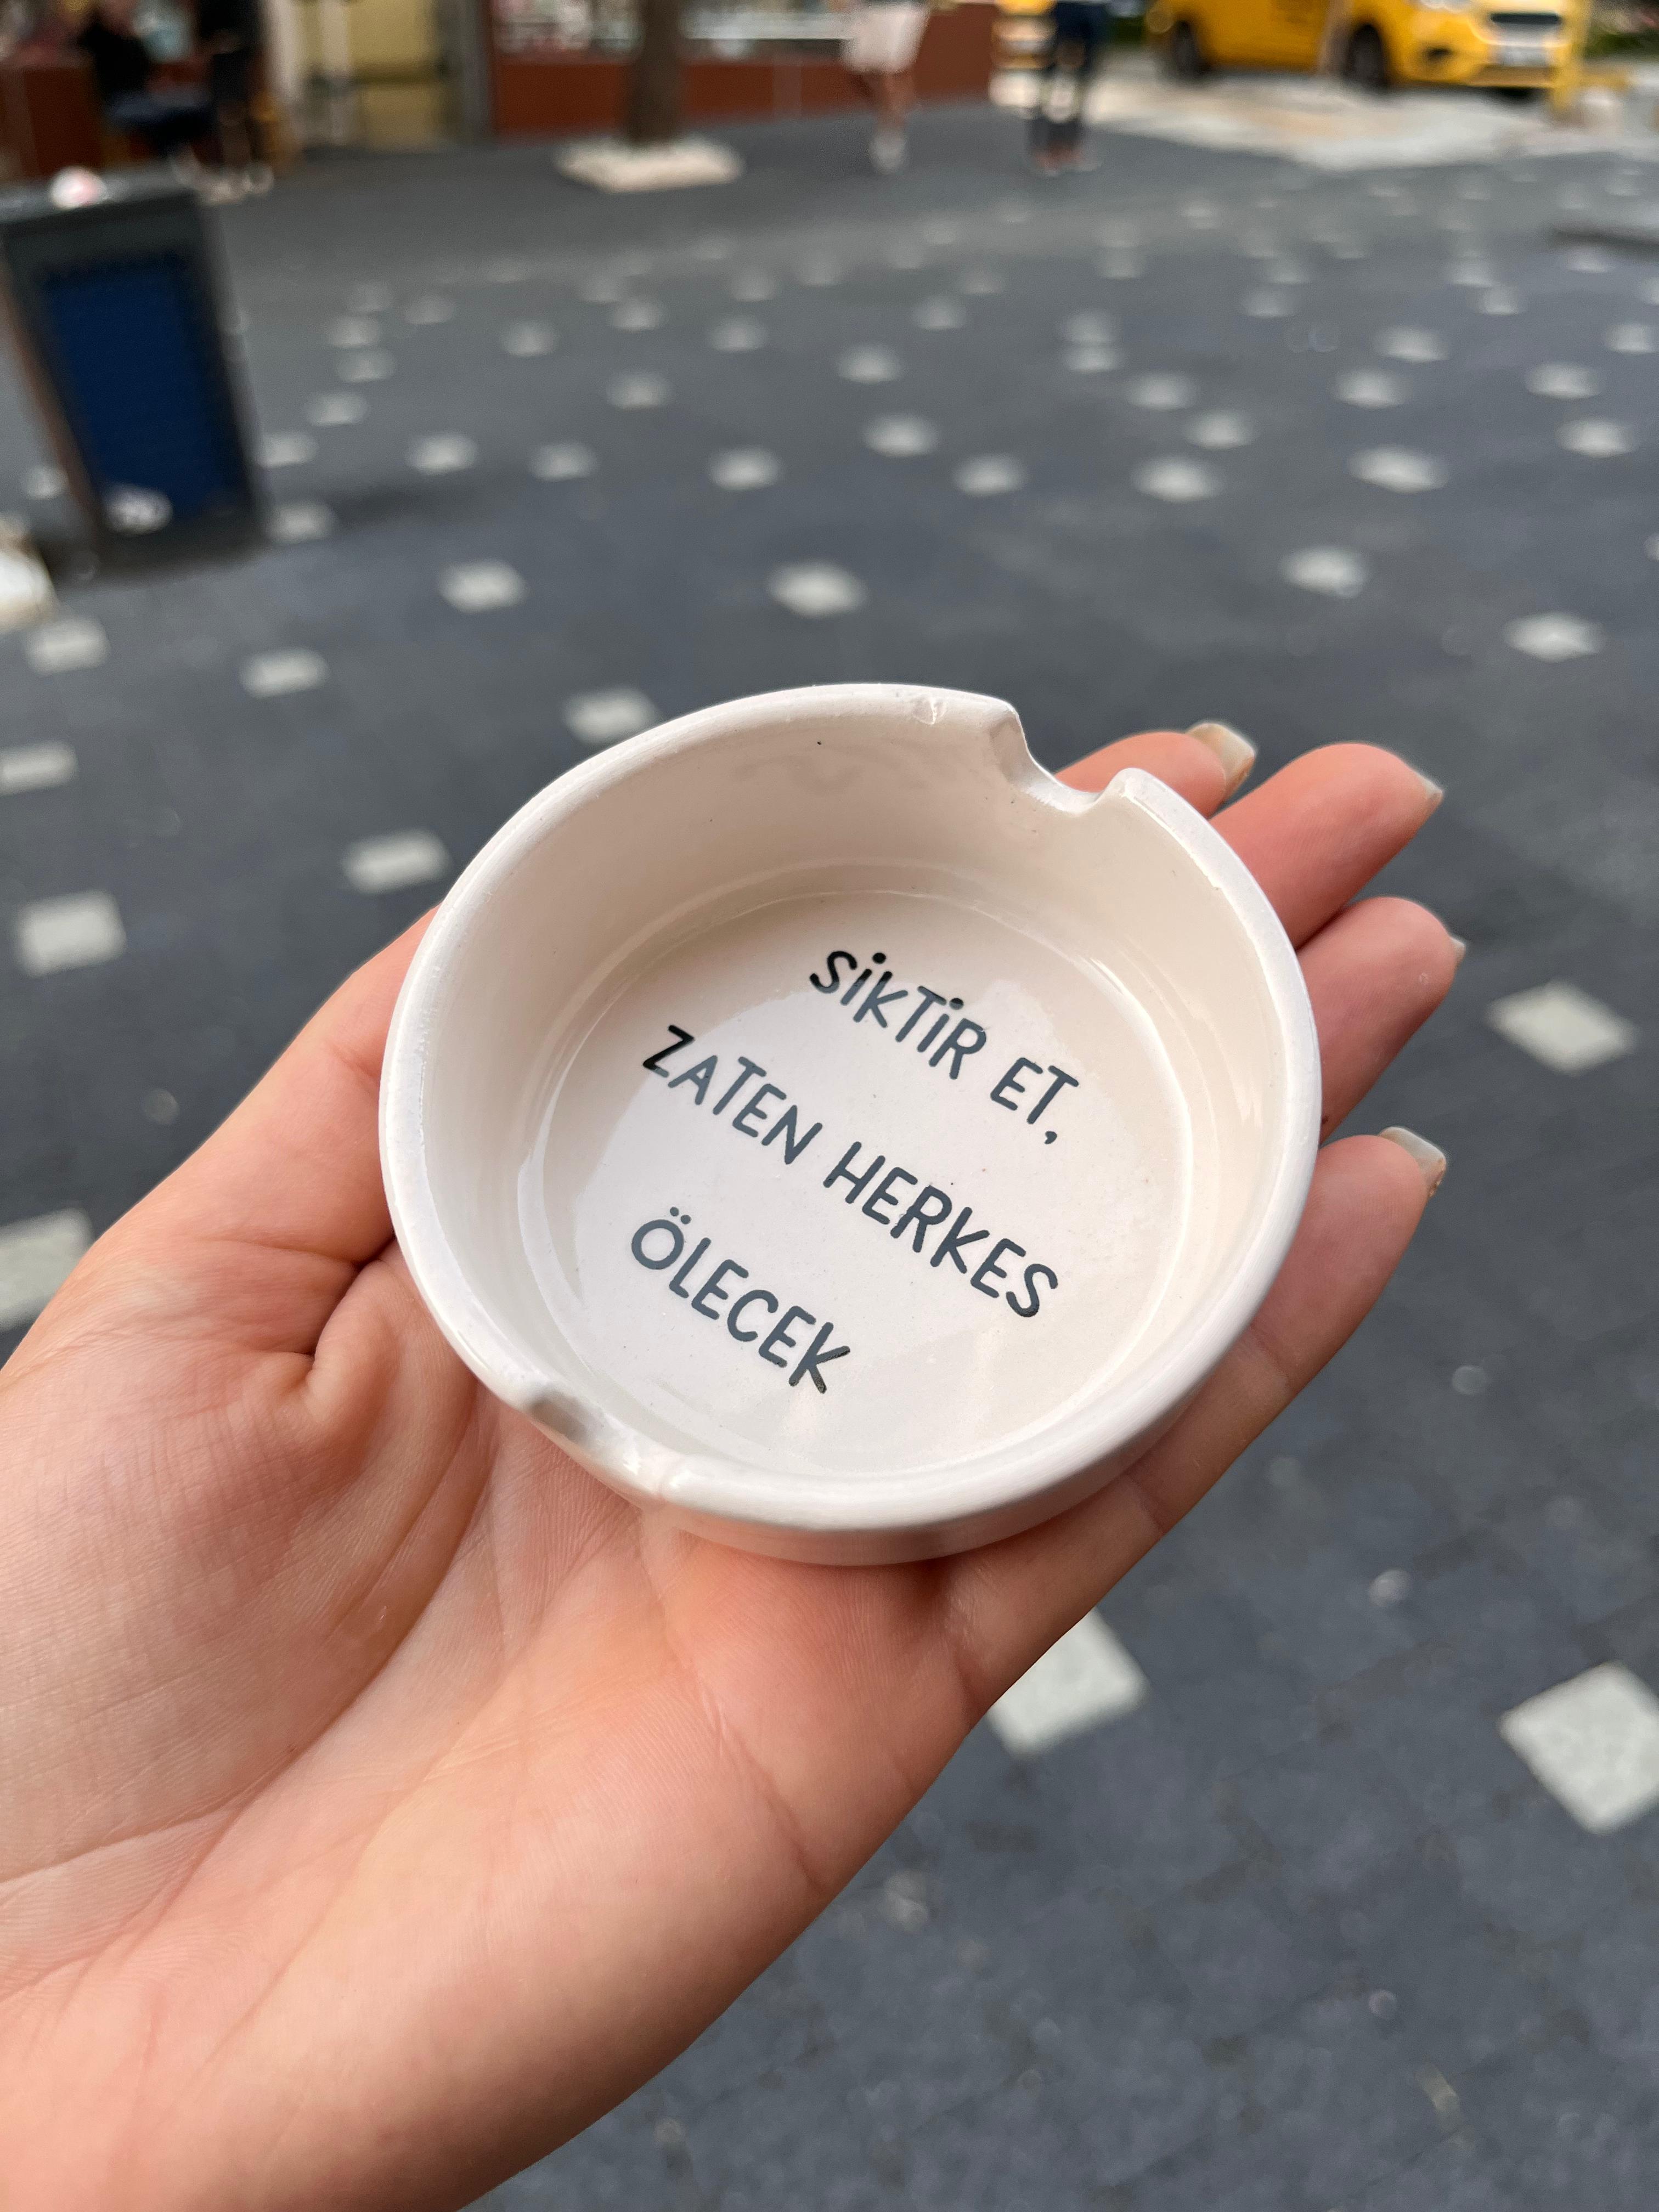 SİKTİR ET,
ZATEN HERKES
ÖLECEK